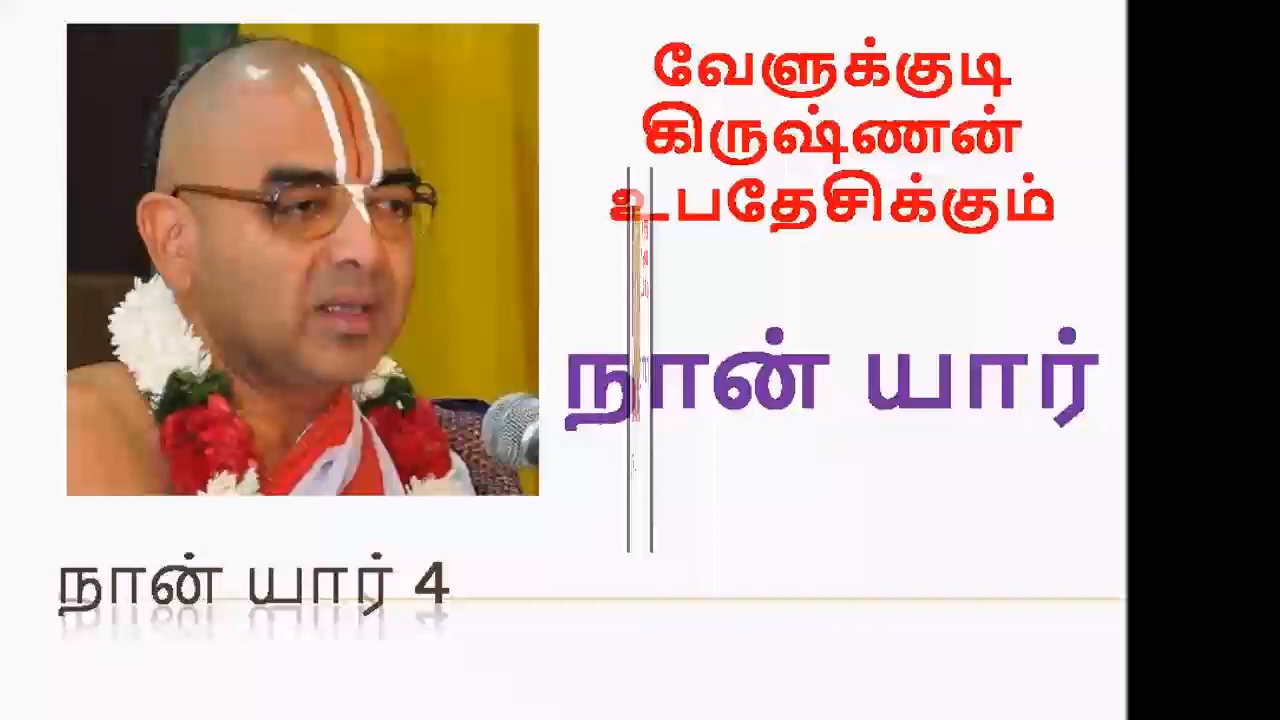 வேளுக்குடி
கிருஷ்ணன்
உபதேசிக்கும்
நான் யார்
நான் யார் 4